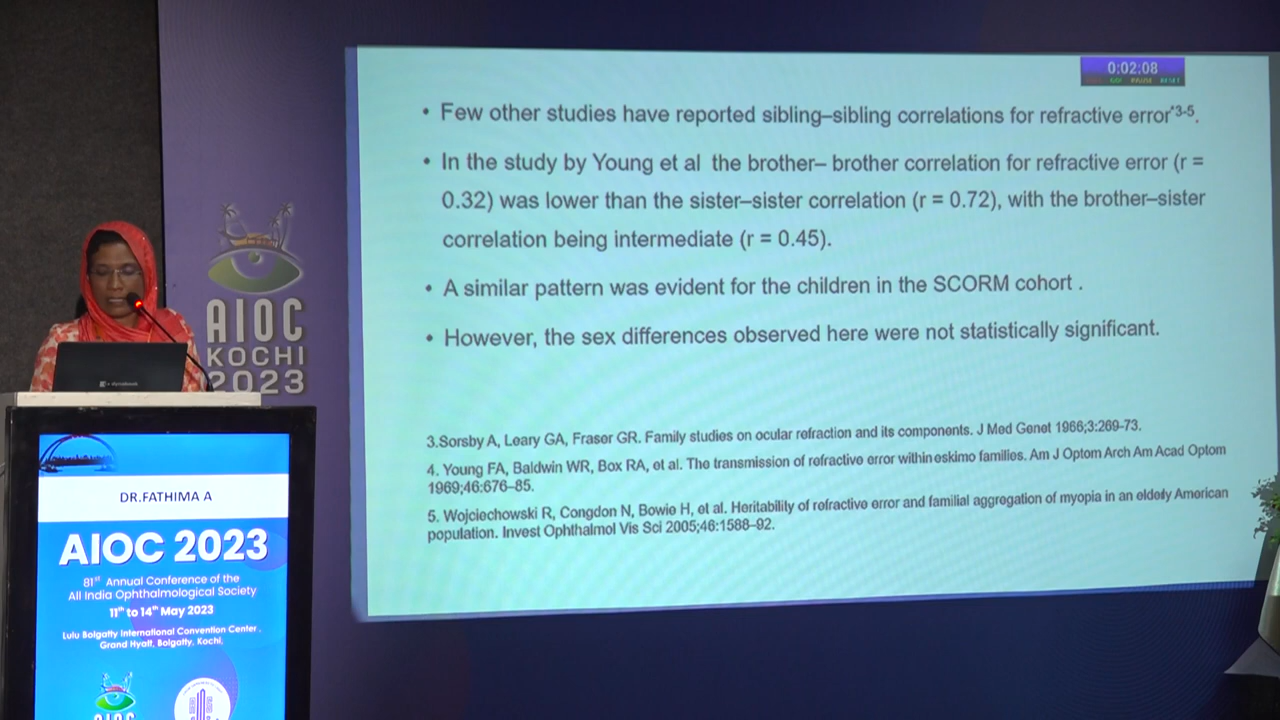 0:02:08
• Few other studies have reported sibling–sibling correlations for refractive error*3-5.
• In the study by Young et al the brother– brother correlation for refractive error (r =
0.32) was lower than the sister–sister correlation (r = 0.72), with the brother–sister
correlation being intermediate (r = 0.45).
• A similar pattern was evident for the children in the SCORM cohort .
• However, the sex differences observed here were not statistically significant.
3.Sorsby A, Leary GA, Fraser GR. Family studies on ocular refraction and its components. J Med Genet 1966;3:269-73.
4. Young FA, Baldwin WR, Box RA, et al. The transmission of refractive error within eskimo families. Am J Optom Arch Am Acad Optom
1969;46:676–85.
5. Wojciechowski R, Congdon N, Bowie H, et al. Heritability of refractive error and familial aggregation of myopia in an elderly American
population. Invest Ophthalmol Vis Sci 2005;46:1588–92.
AIOC
KOCHI
2023
DR.FATHIMA A
AIOC 2023
81st Annual Conference of the
All India Ophthalmological Society
11th to 14th May 2023
Lulu Bolgatty International Convention Center ,
Grand Hyatt, Bolgatty, Kochi.
AIOC